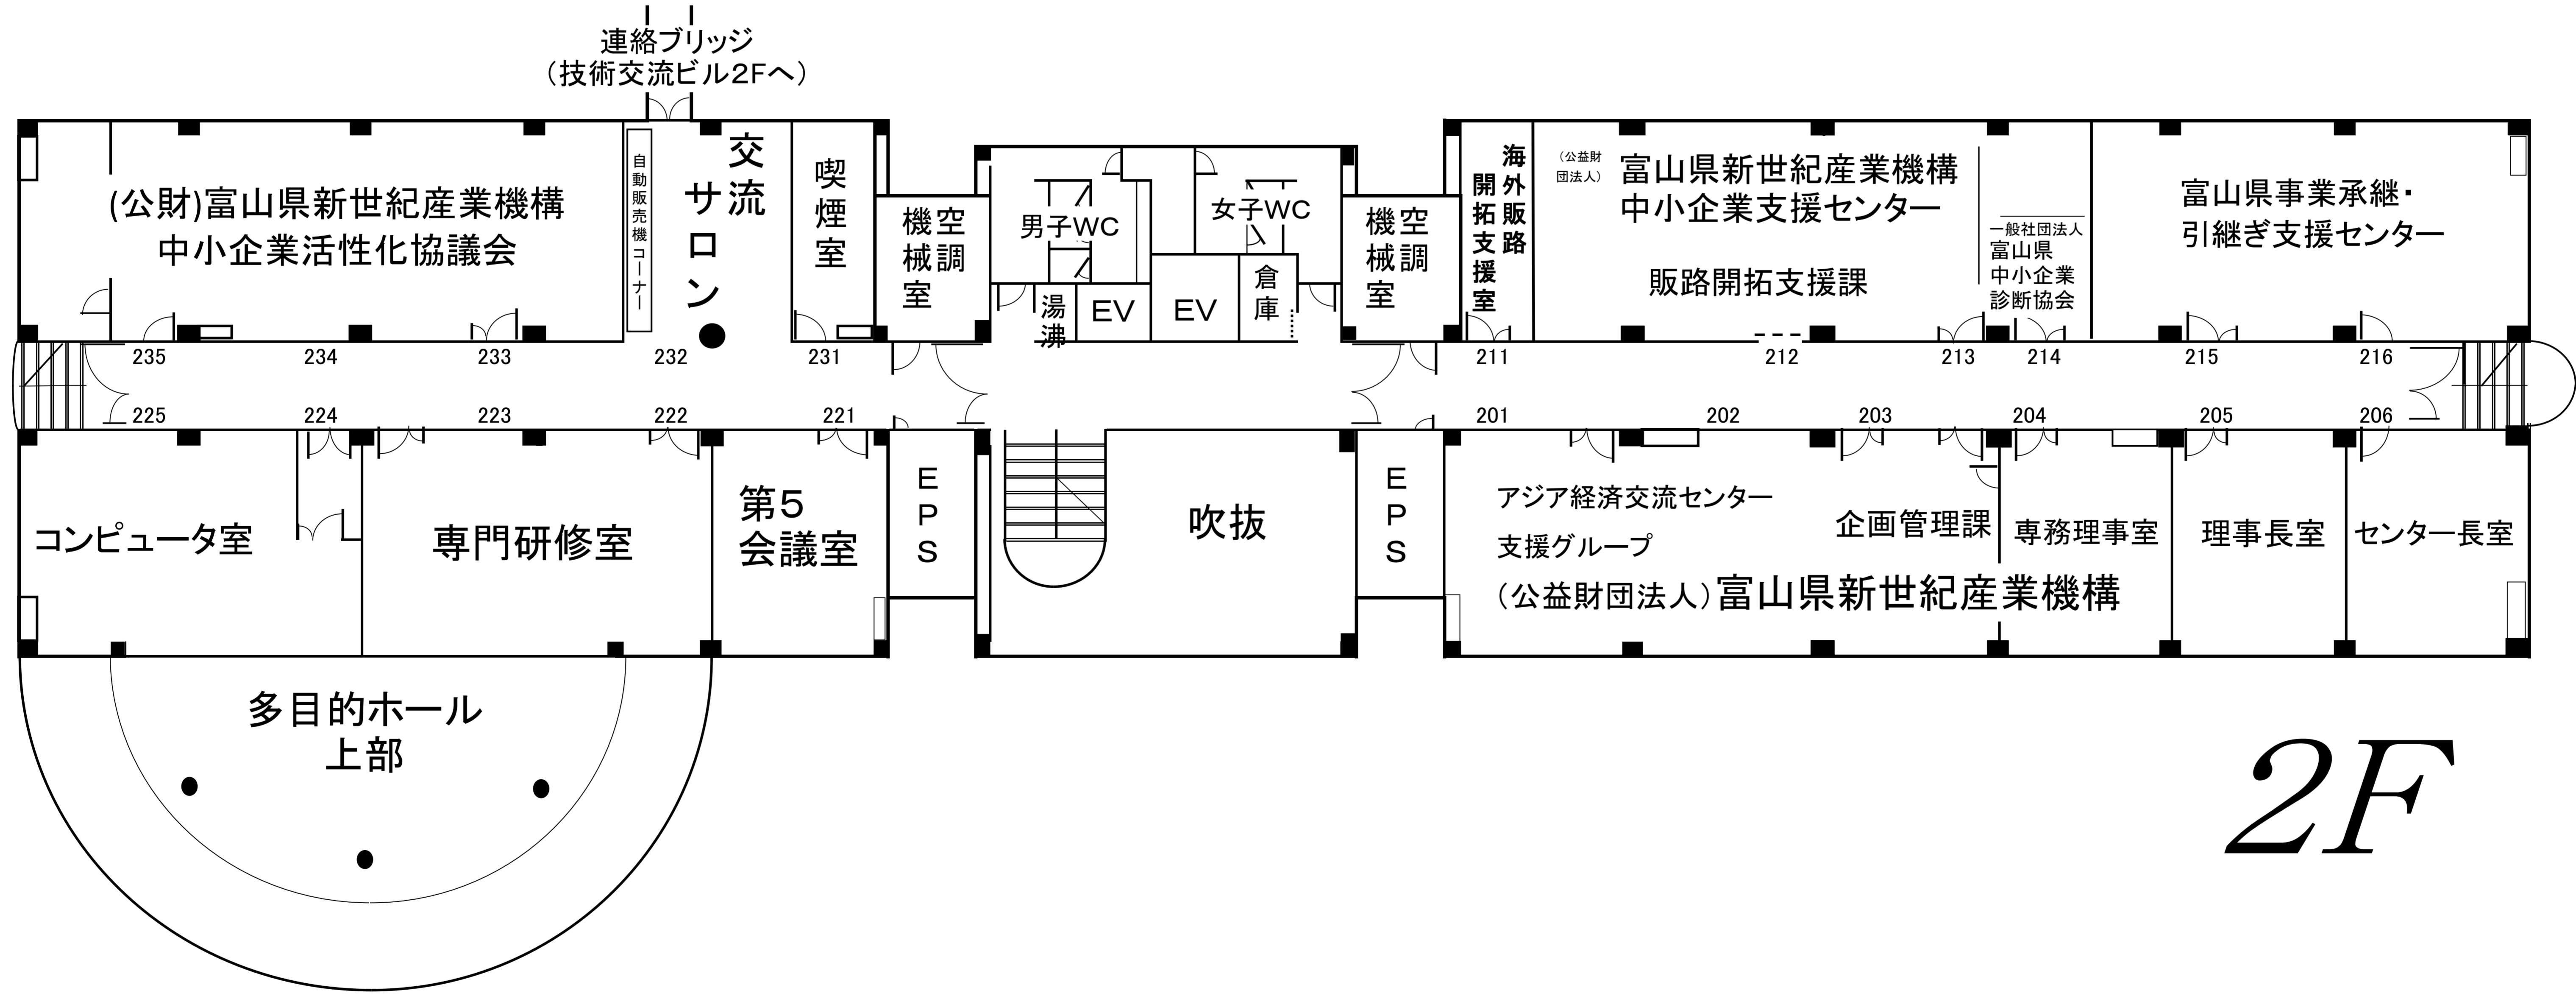 連絡ブリッジ
（技術交流ビル2Fへ）
(公財)富山県新世紀産業機構
中小企業活性化協議会
自動販売機コーナー
交流
サロン
喫煙室
空調
機械室
男子WC
女子WC
湯沸
EV
EV
倉庫
空調
機械室
海外販路
開拓支援室
（公益財
団法人）
富山県新世紀産業機構
中小企業支援センター
販路開拓支援課
一般社団法人
富山県
中小企業
診断協会
富山県事業承継・
引継ぎ支援センター
235
234
233
232
231
211
212
213
214
215
216
225
224
223
222
221
201
202
203
204
205
206
コンピュータ室
専門研修室
第5
会議室
EPS
吹抜
EPS
アジア経済交流センター
支援グループ
企画管理課
（公益財団法人）富山県新世紀産業機構
専務理事室
理事長室
センター長室
多目的ホール
上部
2F